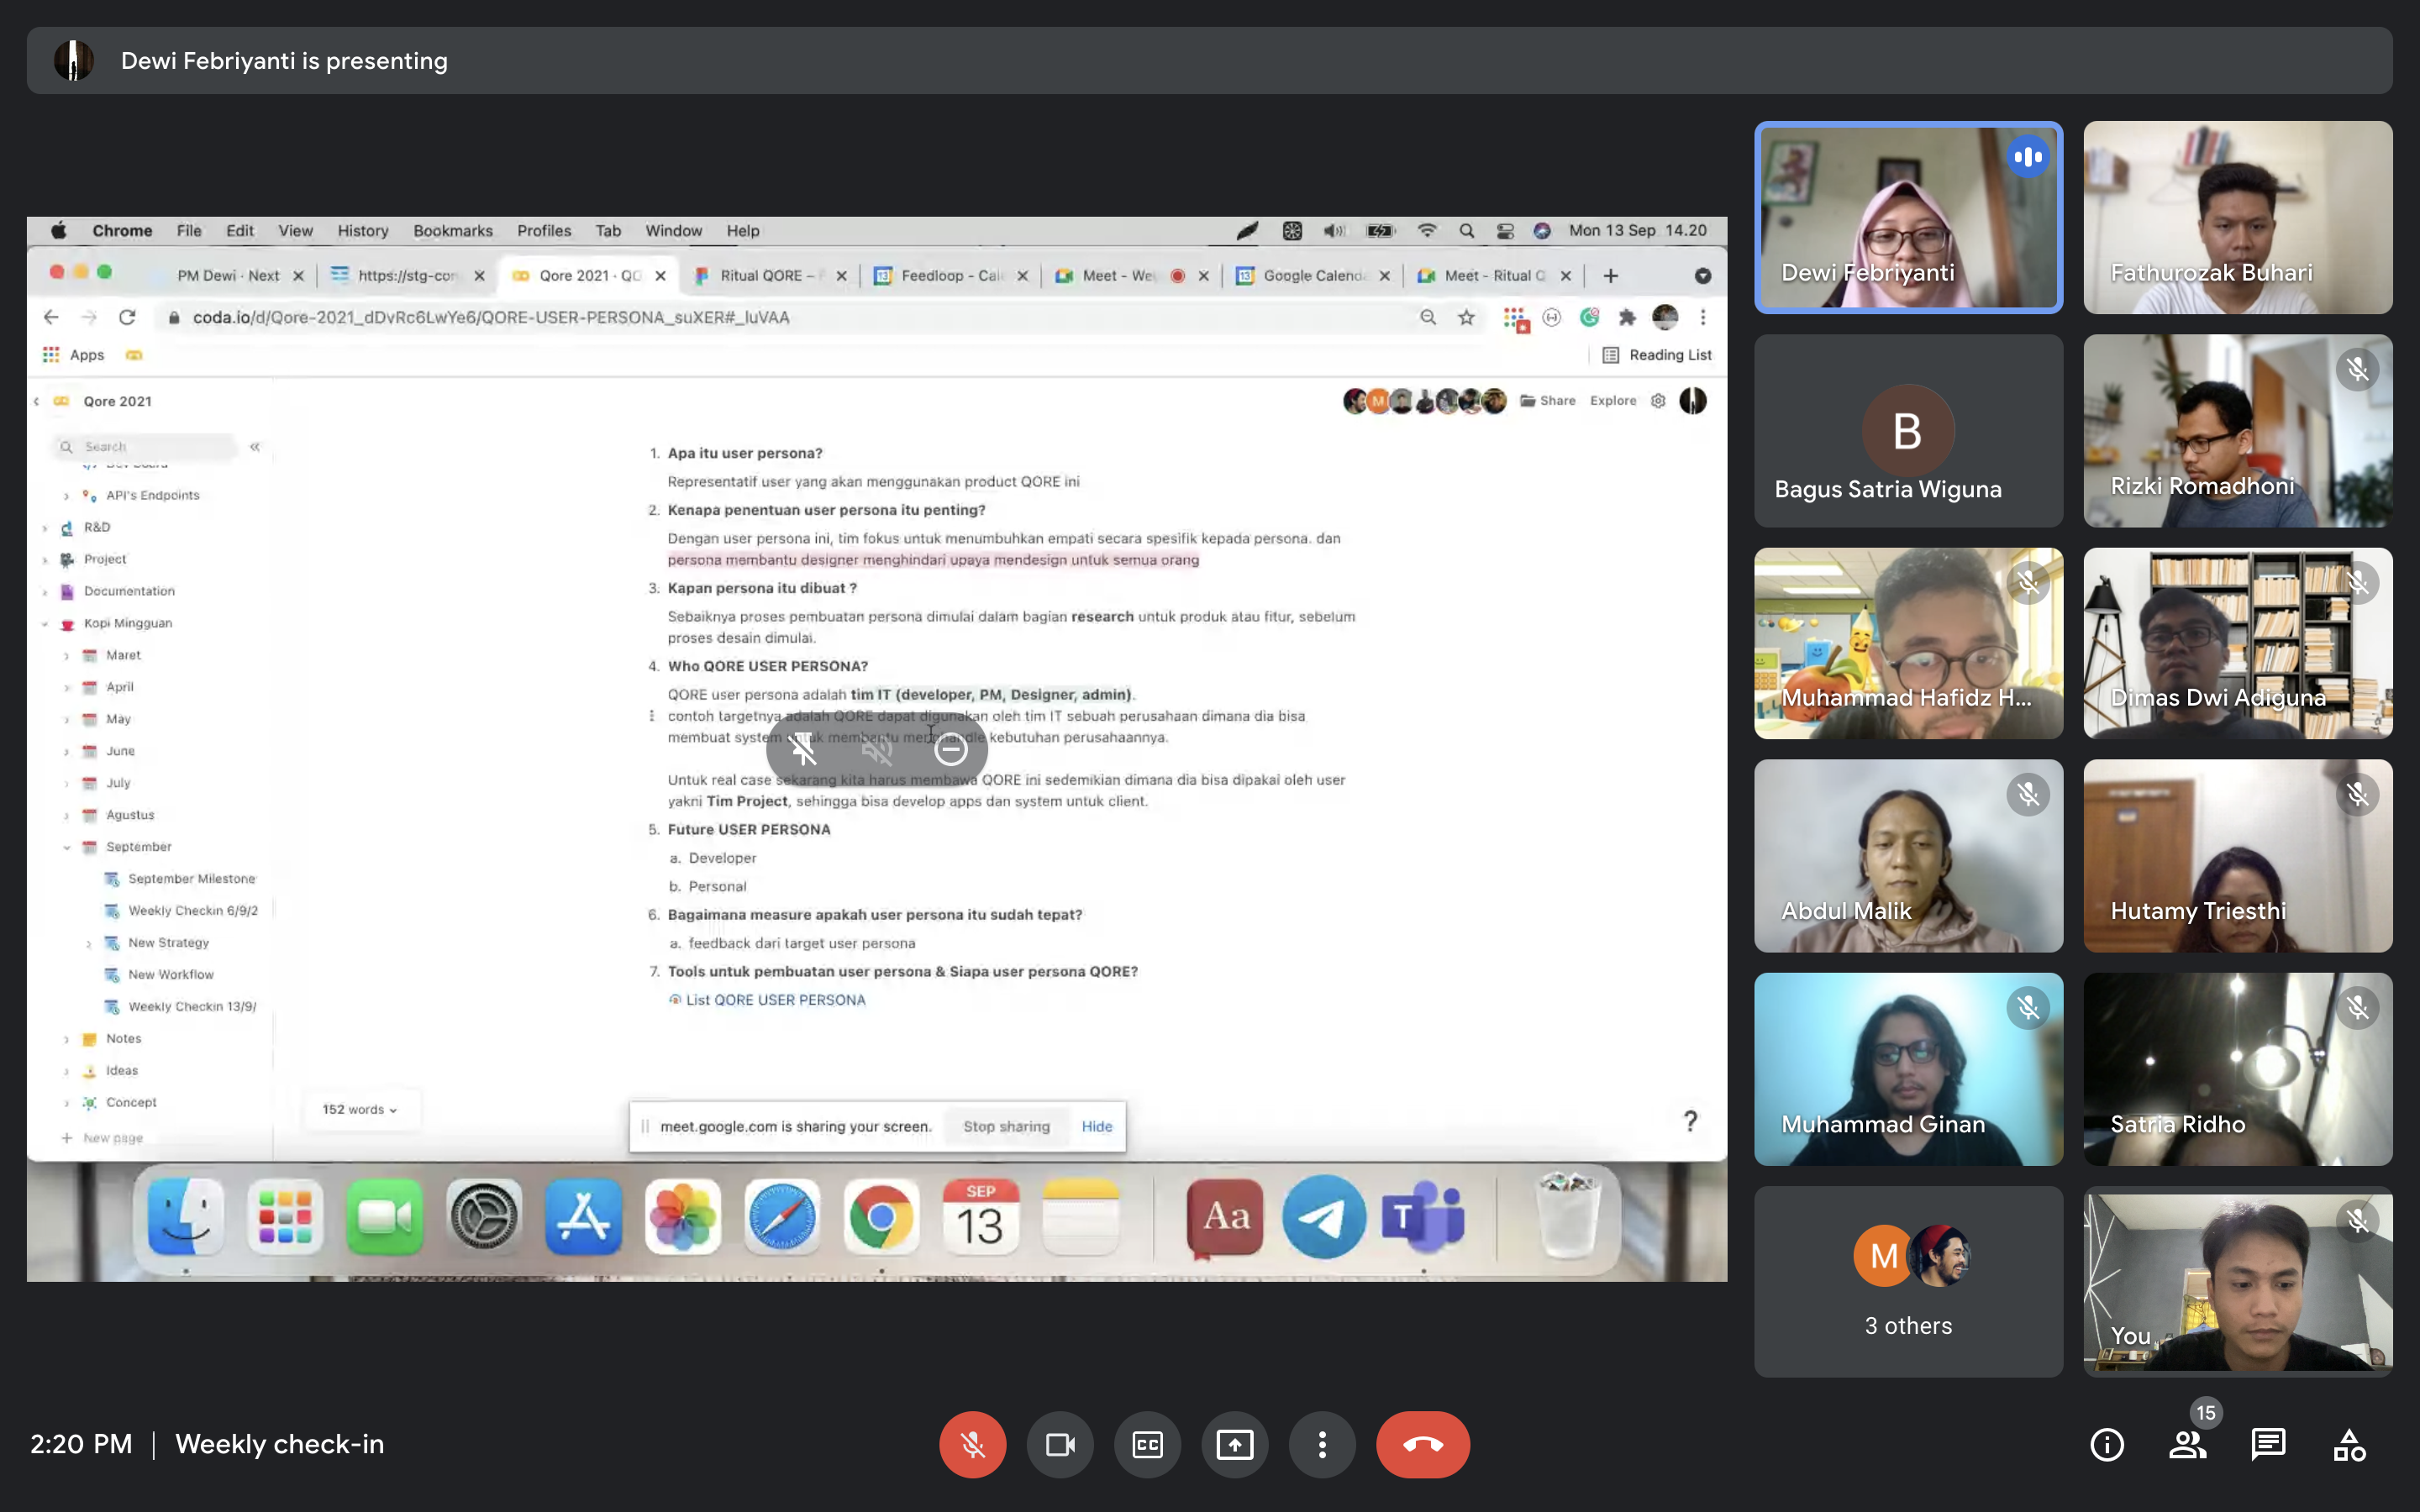 Dewi Febriyanti is presenting
Chrome File Edit View History Bookmarks Profiles Tab Window Help Mon 13 Sep 14.20
PM Dewi · Next https://stg-con Qore 2021 · QO Ritual QORE – Feedloop - Cal Meet - We Google Calend Meet - Ritual Q
coda.io/d/Qore-2021_dDvRc6LwYe6/QORE-USER-PERSONA_suXER#_luVAA
Apps Reading List
Qore 2021
Share Explore
Search
API's Endpoints
R&D
Project
Documentation
Kopi Mingguan
Maret
April
May
June
July
Agustus
September
September Milestone
Weekly Checkin 6/9/2
New Strategy
New Workflow
Weekly Checkin 13/9/
Notes
Ideas
Concept
New page
1. Apa itu user persona?
Representatif user yang akan menggunakan product QORE ini
2. Kenapa penentuan user persona itu penting?
Dengan user persona ini, tim fokus untuk menumbuhkan empati secara spesifik kepada persona. dan
persona membantu designer menghindari upaya mendesign untuk semua orang
3. Kapan persona itu dibuat ?
Sebaiknya proses pembuatan persona dimulai dalam bagian research untuk produk atau fitur, sebelum
proses desain dimulai.
4. Who QORE USER PERSONA?
QORE user persona adalah tim IT (developer, PM, Designer, admin).
contoh targetnya adalah QORE dapat digunakan oleh tim IT sebuah perusahaan dimana dia bisa
membuat system untuk membantu menghandle kebutuhan perusahaannya.
Untuk real case sekarang kita harus membawa QORE ini sedemikian dimana dia bisa dipakai oleh user
yakni Tim Project, sehingga bisa develop apps dan system untuk client.
5. Future USER PERSONA
a. Developer
b. Personal
6. Bagaimana measure apakah user persona itu sudah tepat?
a. feedback dari target user persona
7. Tools untuk pembuatan user persona & Siapa user persona QORE?
List QORE USER PERSONA
152 words
meet.google.com is sharing your screen. Stop sharing Hide
?
SEP
13
Aa
T
Dewi Febriyanti
Fathurozak Buhari
B
Bagus Satria Wiguna
Rizki Romadhoni
Muhammad Hafidz H...
Dimas Dwi Adiguna
Abdul Malik
Hutamy Triesthi
Muhammad Ginan
Satria Ridho
M
3 others
You
2:20 PM | Weekly check-in
CC
15